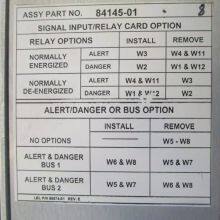 ASSY PART NO. 84145-01 8
SIGNAL INPUT/RELAY CARD OPTION
RELAY OPTIONS INSTALL REMOVE
NORMALLY ENERGIZED ALERT W3 W4 & W11
DANGER W2 W1 & W12
NORMALLY DE-ENERGIZED ALERT W4 & W11 W3
DANGER W1 & W12 W2
ALERT/DANGER OR BUS OPTION
INSTALL REMOVE
NO OPTIONS W5 - W8
ALERT & DANGER BUS 1 W6 & W8 W5 & W7
ALERT & DANGER BUS 2 W5 & W7 W6 & W8